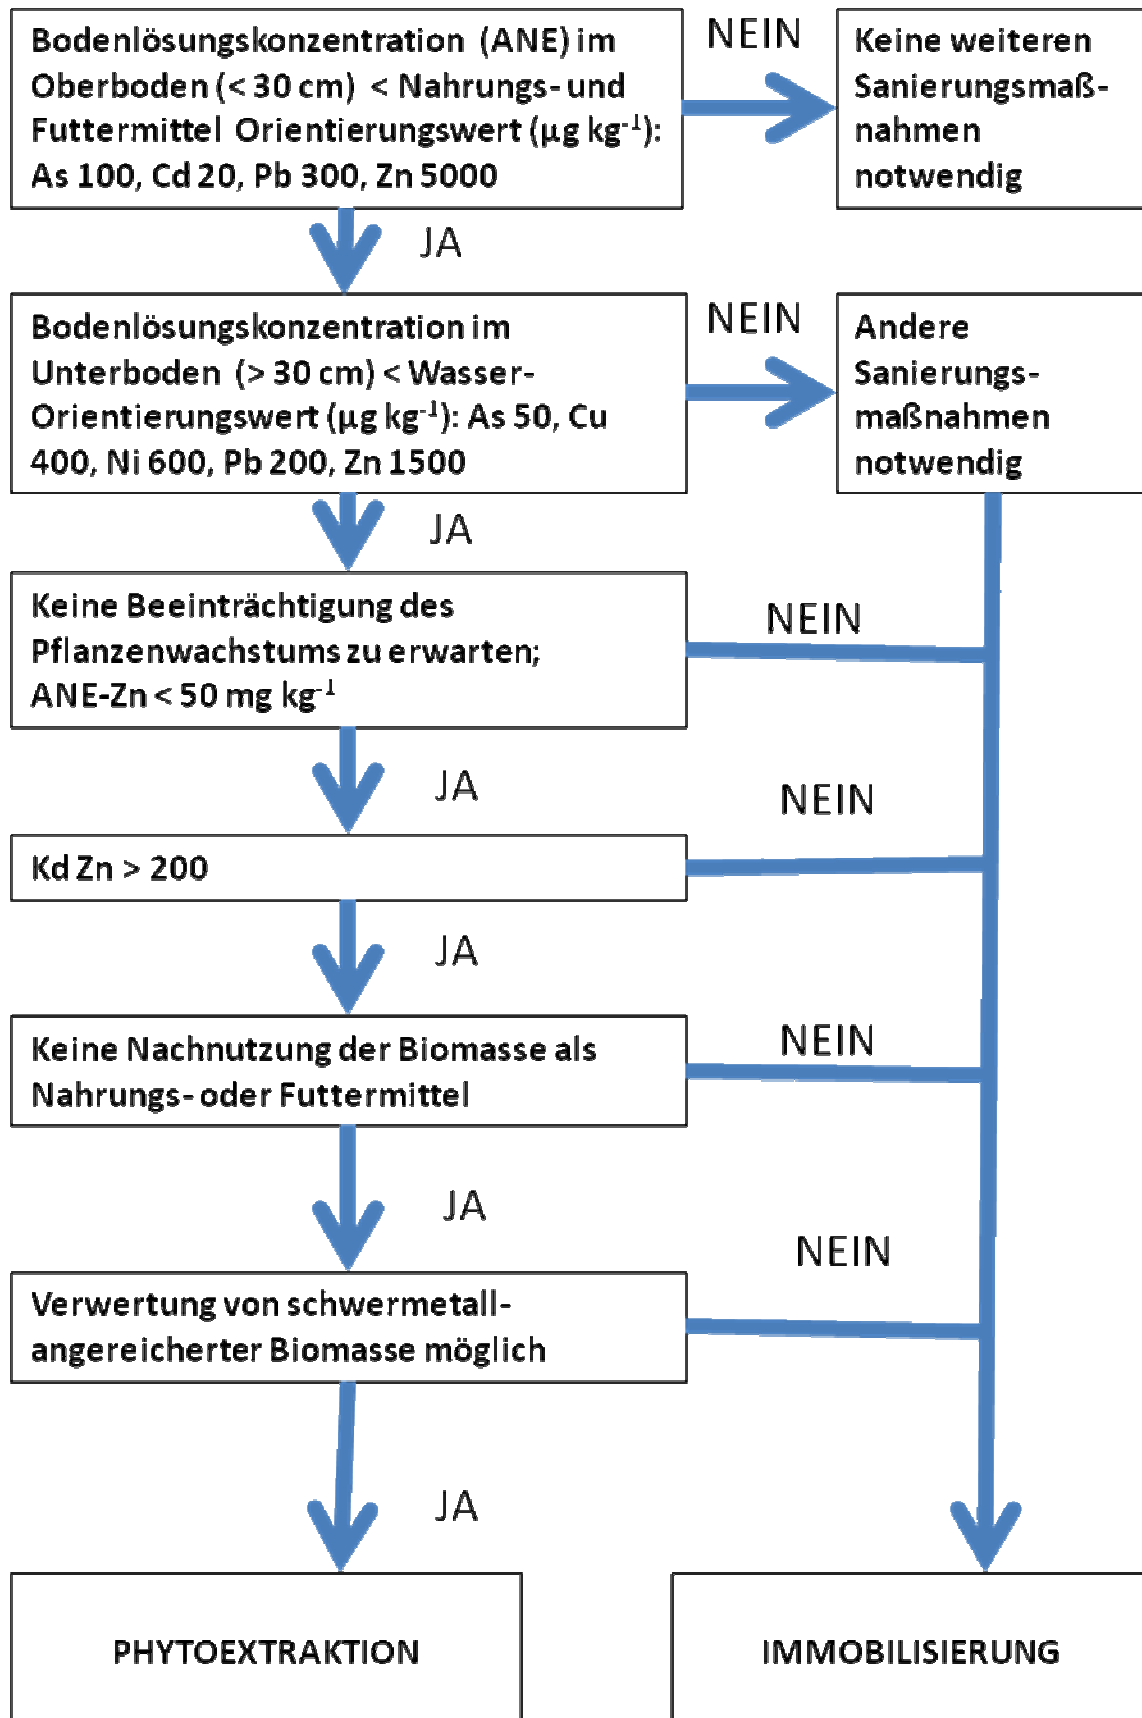 Bodenlösungskonzentration (ANE) im
Oberboden (< 30 cm) < Nahrungs- und
Futtermittel Orientierungswert (µg kg⁻¹):
As 100, Cd 20, Pb 300, Zn 5000
NEIN
Keine weiteren
Sanierungsmaß-
nahmen
notwendig
JA
Bodenlösungskonzentration im
Unterboden (> 30 cm) < Wasser-
Orientierungswert (µg kg⁻¹): As 50, Cu
400, Ni 600, Pb 200, Zn 1500
NEIN
Andere
Sanierungs-
maßnahmen
notwendig
JA
Keine Beeinträchtigung des
Pflanzenwachstums zu erwarten;
ANE-Zn < 50 mg kg⁻¹
NEIN
JA
NEIN
Kd Zn > 200
JA
Keine Nachnutzung der Biomasse als
Nahrungs- oder Futtermittel
NEIN
JA
NEIN
Verwertung von schwermetall-
angereicherter Biomasse möglich
JA
PHYTOEXTRAKTION
IMMOBILISIERUNG